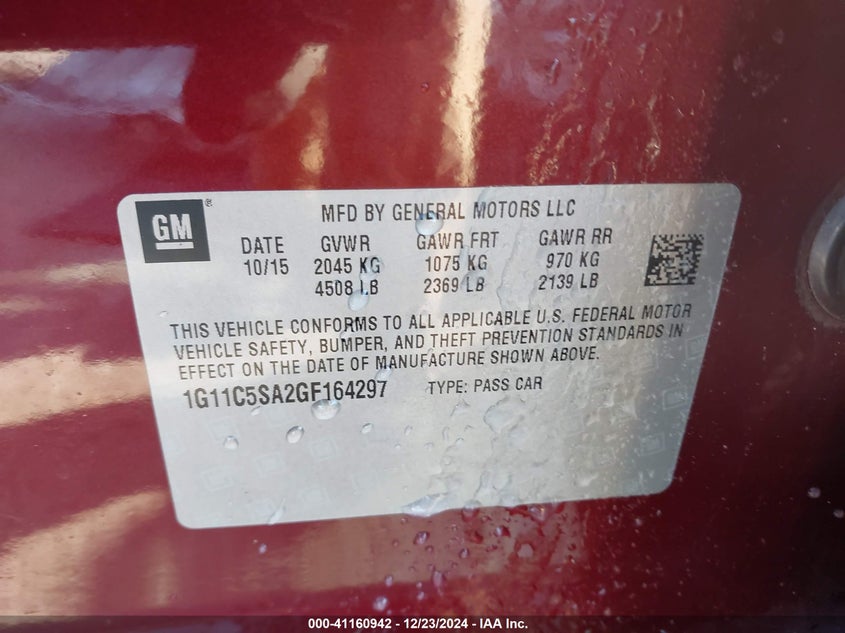 GM ®
MFD BY GENERAL MOTORS LLC
DATE GVWR GAWR FRT GAWR RR
10/15 2045 KG 1075 KG 970 KG
4508 LB 2369 LB 2139 LB
THIS VEHICLE CONFORMS TO ALL APPLICABLE U.S. FEDERAL MOTOR
VEHICLE SAFETY, BUMPER, AND THEFT PREVENTION STANDARDS IN
EFFECT ON THE DATE OF MANUFACTURE SHOWN ABOVE.
1G11C5SA2GF164297 TYPE: PASS CAR
000-41160942 - 12/23/2024 - IAA Inc.